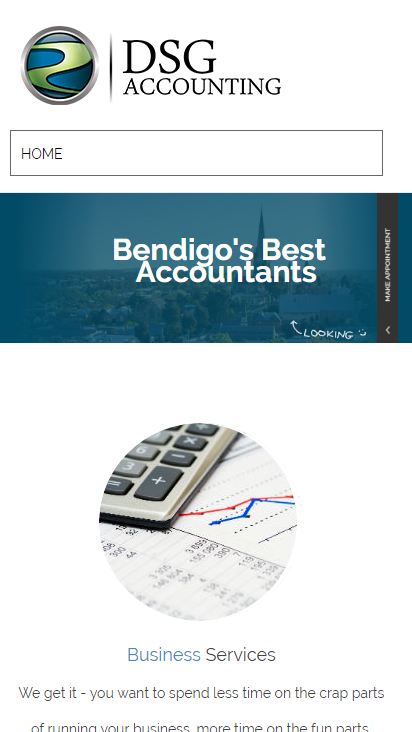 DSG
ACCOUNTING
HOME
Bendigo's Best
Accountants
MAKE APPOINTMENT
LOOKING
Business Services
We get it - you want to spend less time on the crap parts
of running your business, more time on the fun parts.